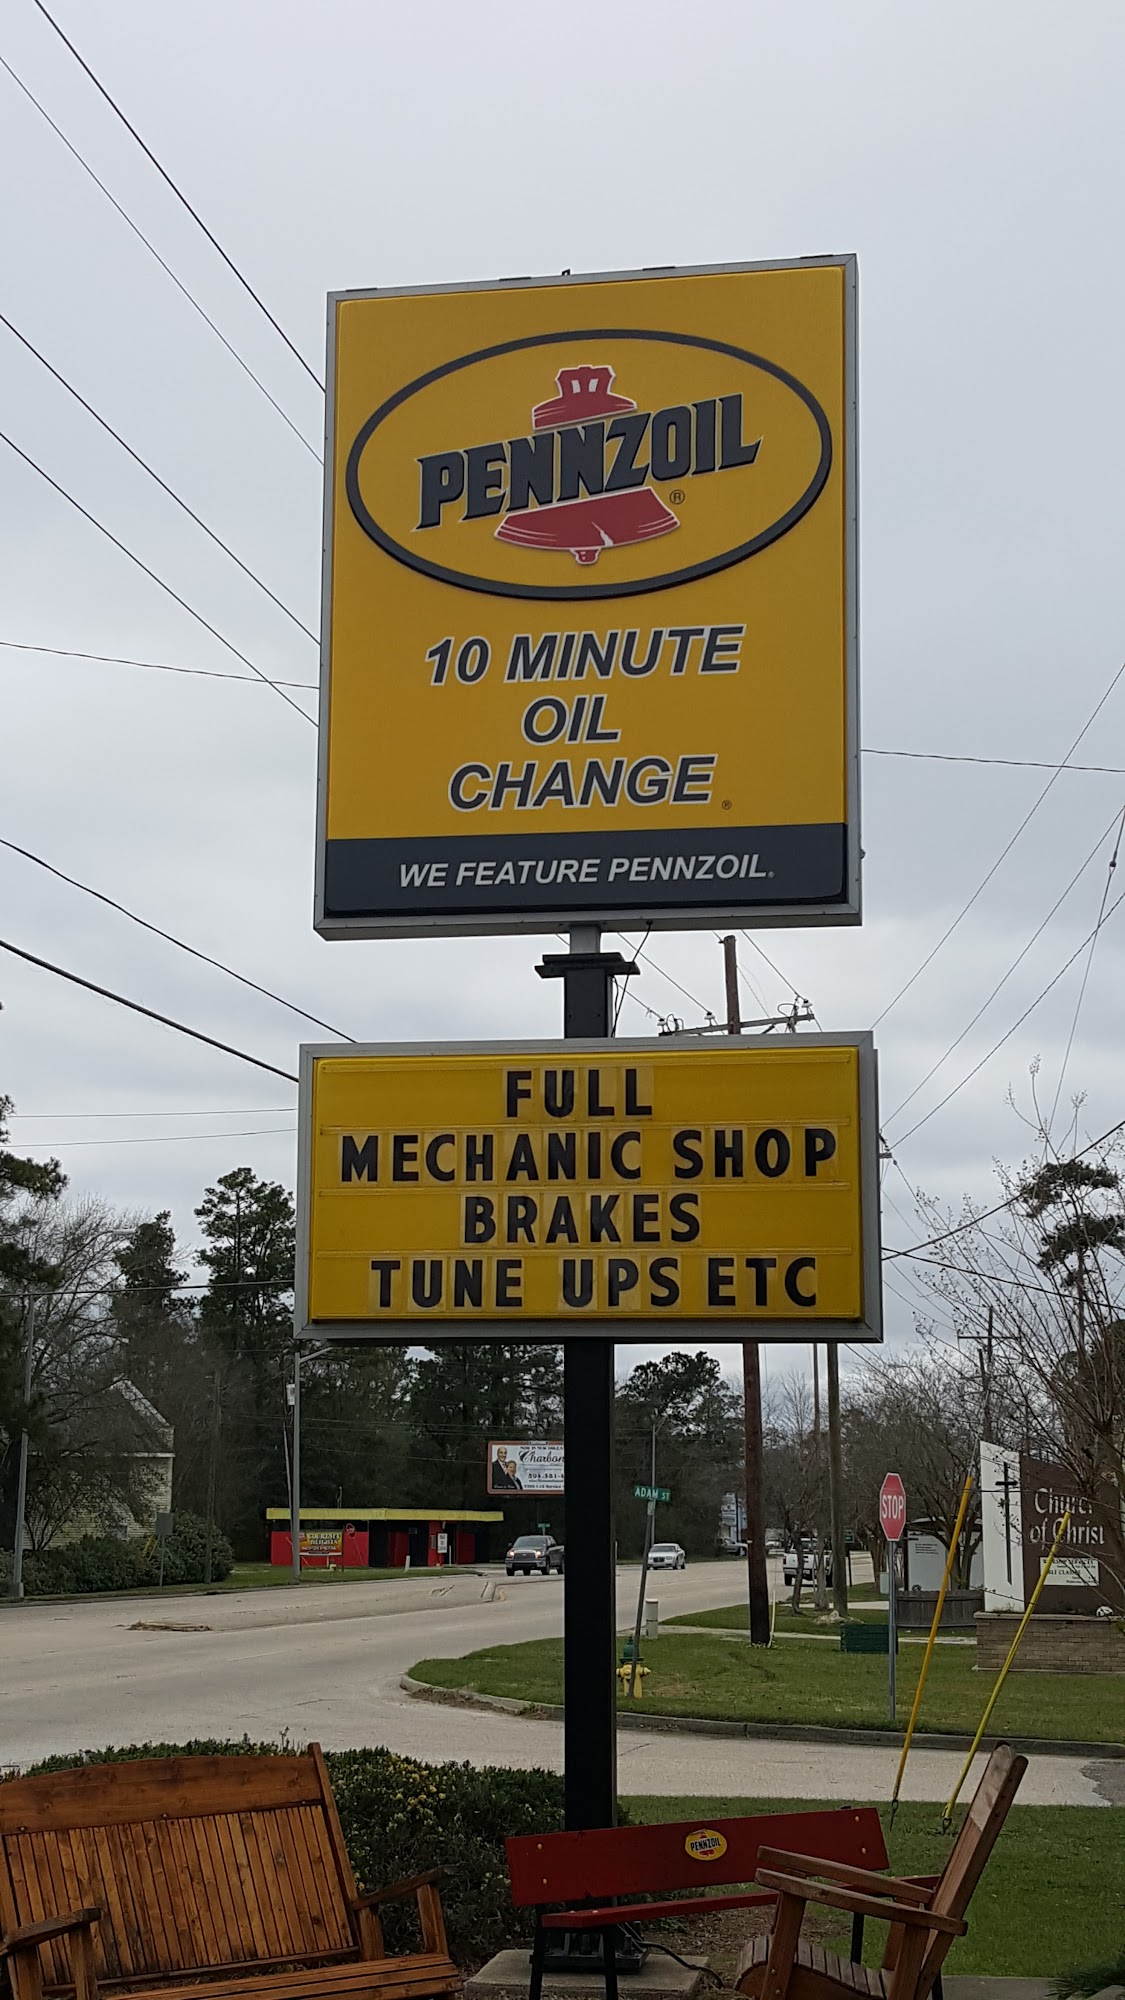 PENNZOIL
®
10 MINUTE
OIL
CHANGE®
WE FEATURE PENNZOIL®
FULL
MECHANIC SHOP
BRAKES
TUNE UPS ETC
ADAM ST
STOP
Church
of Christ
PENNZOIL